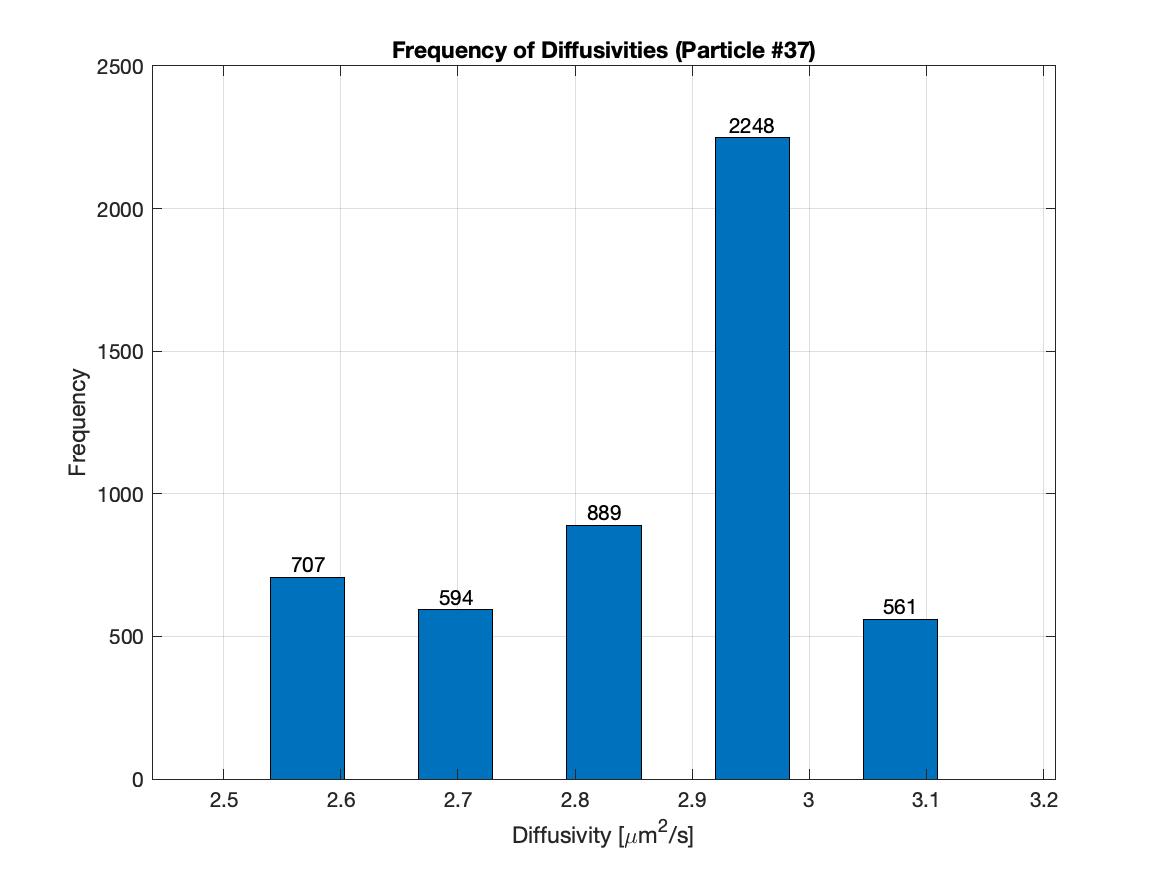 Frequency of Diffusivities (Particle #37)
2500
2000
1500
1000
500
0
Frequency
707
594
889
2248
561
2.5 2.6 2.7 2.8 2.9 3 3.1 3.2
Diffusivity [μm²/s]